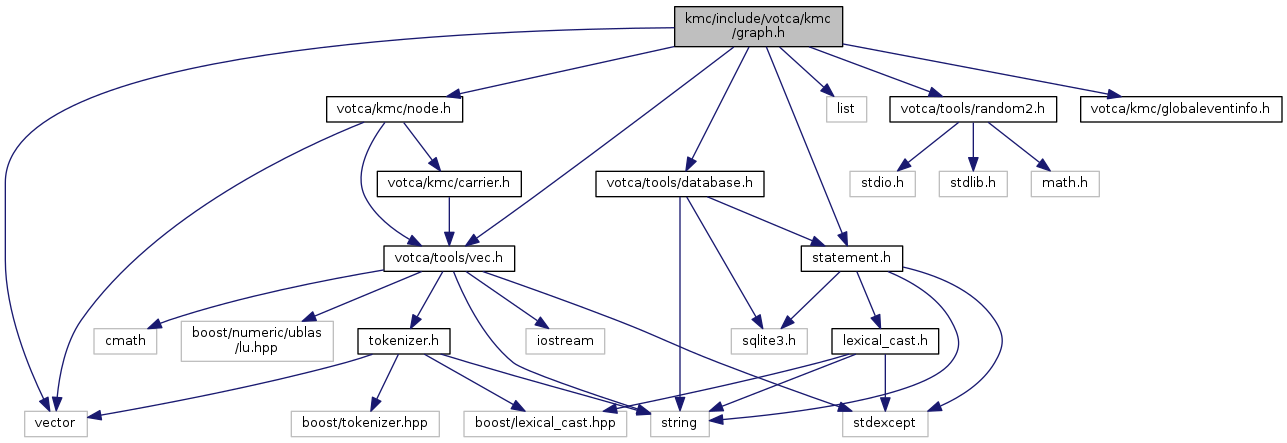 kmc/include/votca/kmc
/graph.h
votca/kmc/node.h
list
votca/tools/random2.h
votca/kmc/globaleventinfo.h
votca/kmc/carrier.h
votca/tools/database.h
stdio.h
stdlib.h
math.h
votca/tools/vec.h
statement.h
cmath
boost/numeric/ublas
/lu.hpp
tokenizer.h
iostream
sqlite3.h
lexical_cast.h
vector
boost/tokenizer.hpp
boost/lexical_cast.hpp
string
stdexcept